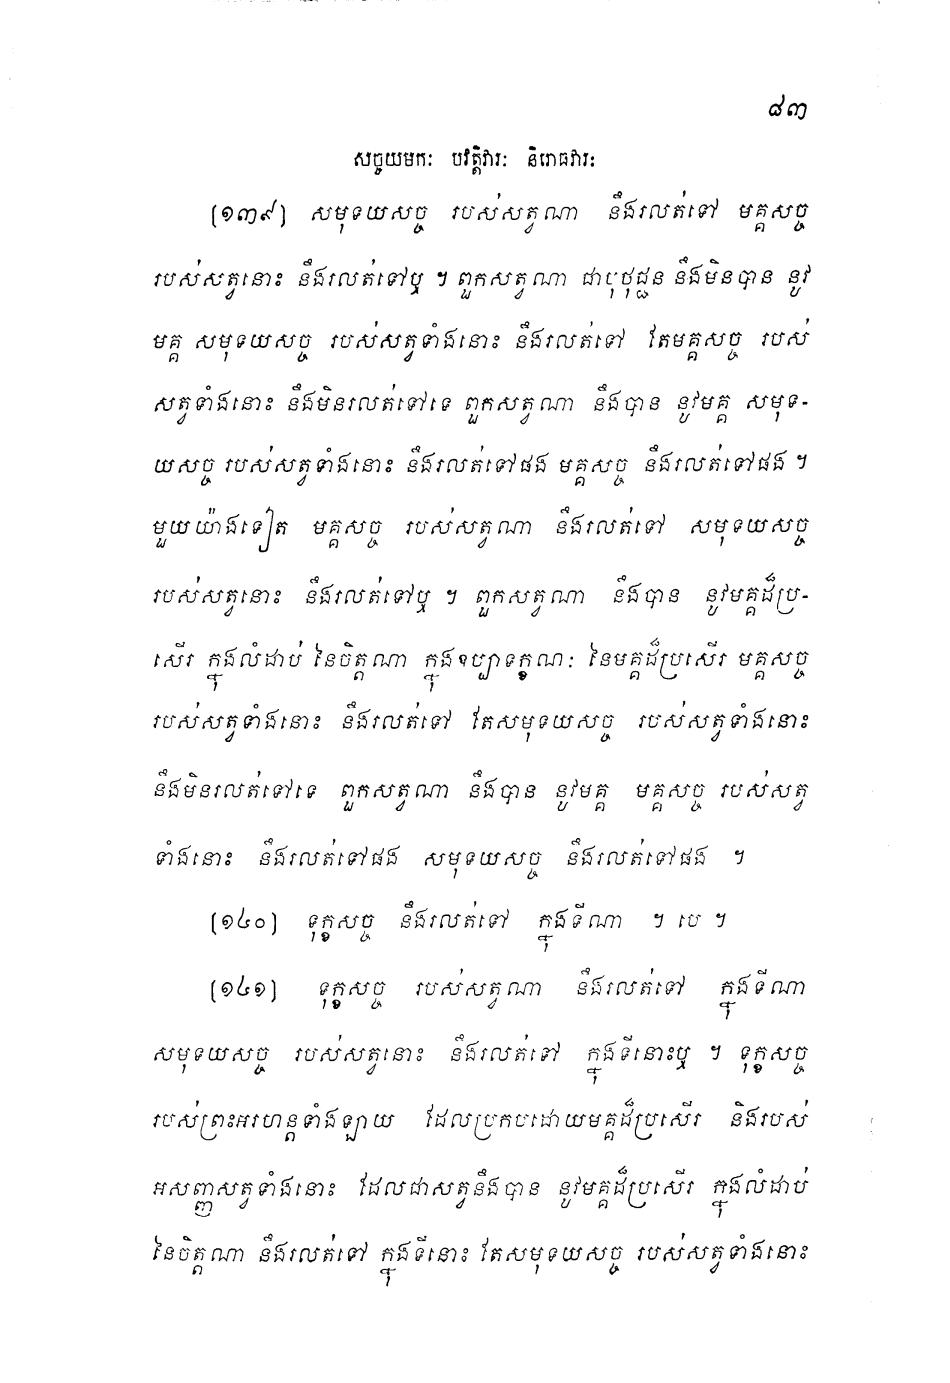 ៨៣
សច្ចយមកៈ បវត្តិវារៈ និរោធវារៈ
(១៣៩) សមុទយសច្ច របស់សត្វណា នឹងរលត់ទៅ មគ្គសច្ច
របស់សត្វនោះ នឹងរលត់ទៅឬ ។ ពួកសត្វណា ជាបុថុជ្ជន នឹងមិនបាន នូវ
មគ្គ សមុទយសច្ច របស់សត្វទាំងនោះ នឹងរលត់ទៅ តែមគ្គសច្ច របស់
សត្វទាំងនោះ នឹងមិនរលត់ទៅទេ ពួកសត្វណា នឹងបាន នូវមគ្គ សមុទ-
យសច្ច របស់សត្វទាំងនោះ នឹងរលត់ទៅផង មគ្គសច្ច នឹងរលត់ទៅផង ។
មួយយ៉ាងទៀត មគ្គសច្ច របស់សត្វណា នឹងរលត់ទៅ សមុទយសច្ច
របស់សត្វនោះ នឹងរលត់ទៅឬ ។ ពួកសត្វណា នឹងបាន នូវមគ្គដ៏ប្រ-
សើរ ក្នុងលំដាប់ នៃចិត្តណា ក្នុងឧប្បាទក្ខណៈ នៃមគ្គដ៏ប្រសើរ មគ្គសច្ច
របស់សត្វទាំងនោះ នឹងរលត់ទៅ តែសមុទយសច្ច របស់សត្វទាំងនោះ
នឹងមិនរលត់ទៅទេ ពួកសត្វណា នឹងបាន នូវមគ្គ មគ្គសច្ច របស់សត្វ
ទាំងនោះ នឹងរលត់ទៅផង សមុទយសច្ច នឹងរលត់ទៅផង ។
(១៤០) ទុក្ខសច្ច នឹងរលត់ទៅ ក្នុងទីណា ។ បេ ។
(១៤១) ទុក្ខសច្ច របស់សត្វណា នឹងរលត់ទៅ ក្នុងទីណា
សមុទយសច្ច របស់សត្វនោះ នឹងរលត់ទៅ ក្នុងទីនោះឬ ។ ទុក្ខសច្ច
របស់ព្រះអរហន្តទាំងឡាយ ដែលប្រកបដោយមគ្គដ៏ប្រសើរ និងរបស់
អសញ្ញសត្វទាំងនោះ ដែលជាសត្វនឹងបាន នូវមគ្គដ៏ប្រសើរ ក្នុងលំដាប់
នៃចិត្តណា នឹងរលត់ទៅ ក្នុងទីនោះ តែសមុទយសច្ច របស់សត្វទាំងនោះ